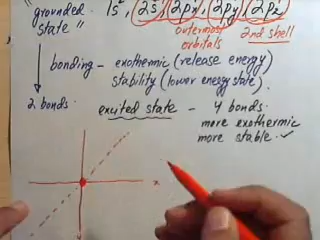 "grounded 1s², 2s, 2px, 2py, 2pz
state"
outermost 2nd shell
orbitals
bonding - exothermic (release energy)
stability (lower energy state).
2 bonds. excited state - 4 bonds.
more exothermic
more stable.
x